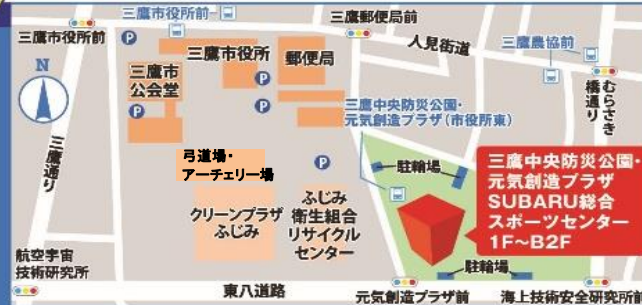 三鷹市役所前
三鷹郵便局前
三鷹市役所前
人見街道
三鷹農協前
P
三鷹市役所
郵便局
N
三鷹市
公会堂
P
P
P
三鷹中央防災公園・
元気創造プラザ(市役所東)
むらさき
橋通り
三鷹通り
弓道場・
アーチェリー場
P
駐輪場
三鷹中央防災公園・
元気創造プラザ
SUBARU総合
スポーツセンター
1F〜B2F
クリーンプラザ
ふじみ
ふじみ
衛生組合
リサイクル
センター
航空宇宙
技術研究所
駐輪場
東八道路
元気創造プラザ前
海上技術安全研究所前